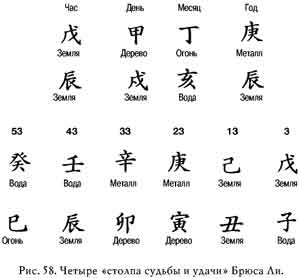 Час День Месяц Год
戊 甲 丁 庚
Земля Дерево Огонь Металл
辰 戌 亥 辰
Земля Земля Вода Земля
53 43 33 23 13 3
癸 壬 辛 庚 己 戊
Вода Вода Металл Металл Земля Земля
巳 辰 卯 寅 丑 子
Огонь Земля Дерево Дерево Земля Вода
Рис. 58. Четыре «столпа судьбы и удачи» Брюса Ли.